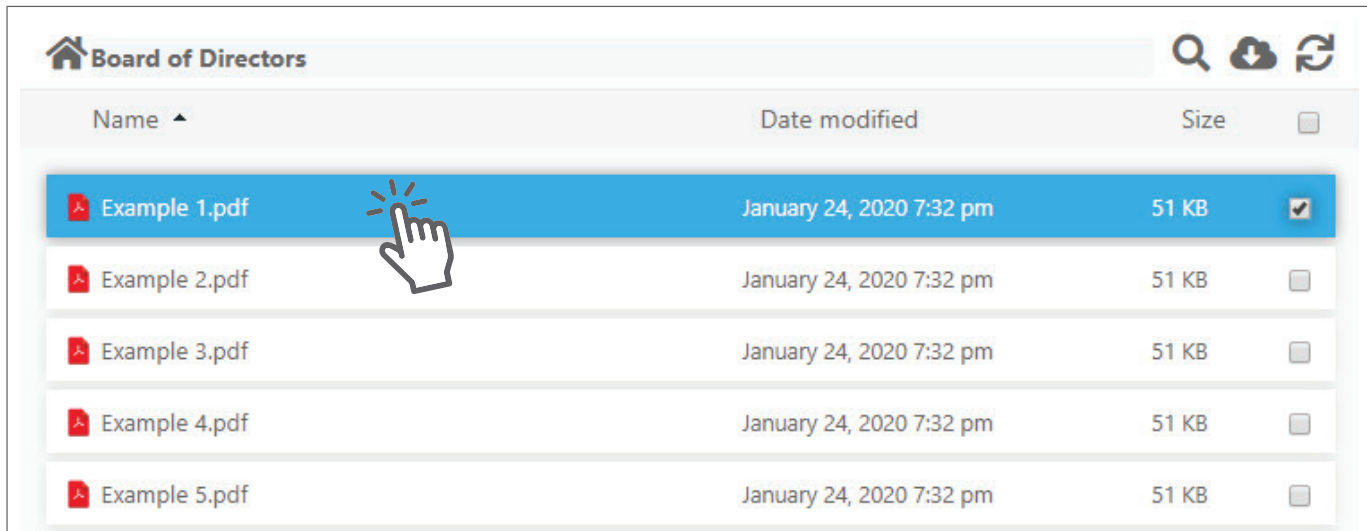 Board of Directors
Name Date modified Size
Example 1.pdf January 24, 2020 7:32 pm 51 KB
Example 2.pdf January 24, 2020 7:32 pm 51 KB
Example 3.pdf January 24, 2020 7:32 pm 51 KB
Example 4.pdf January 24, 2020 7:32 pm 51 KB
Example 5.pdf January 24, 2020 7:32 pm 51 KB